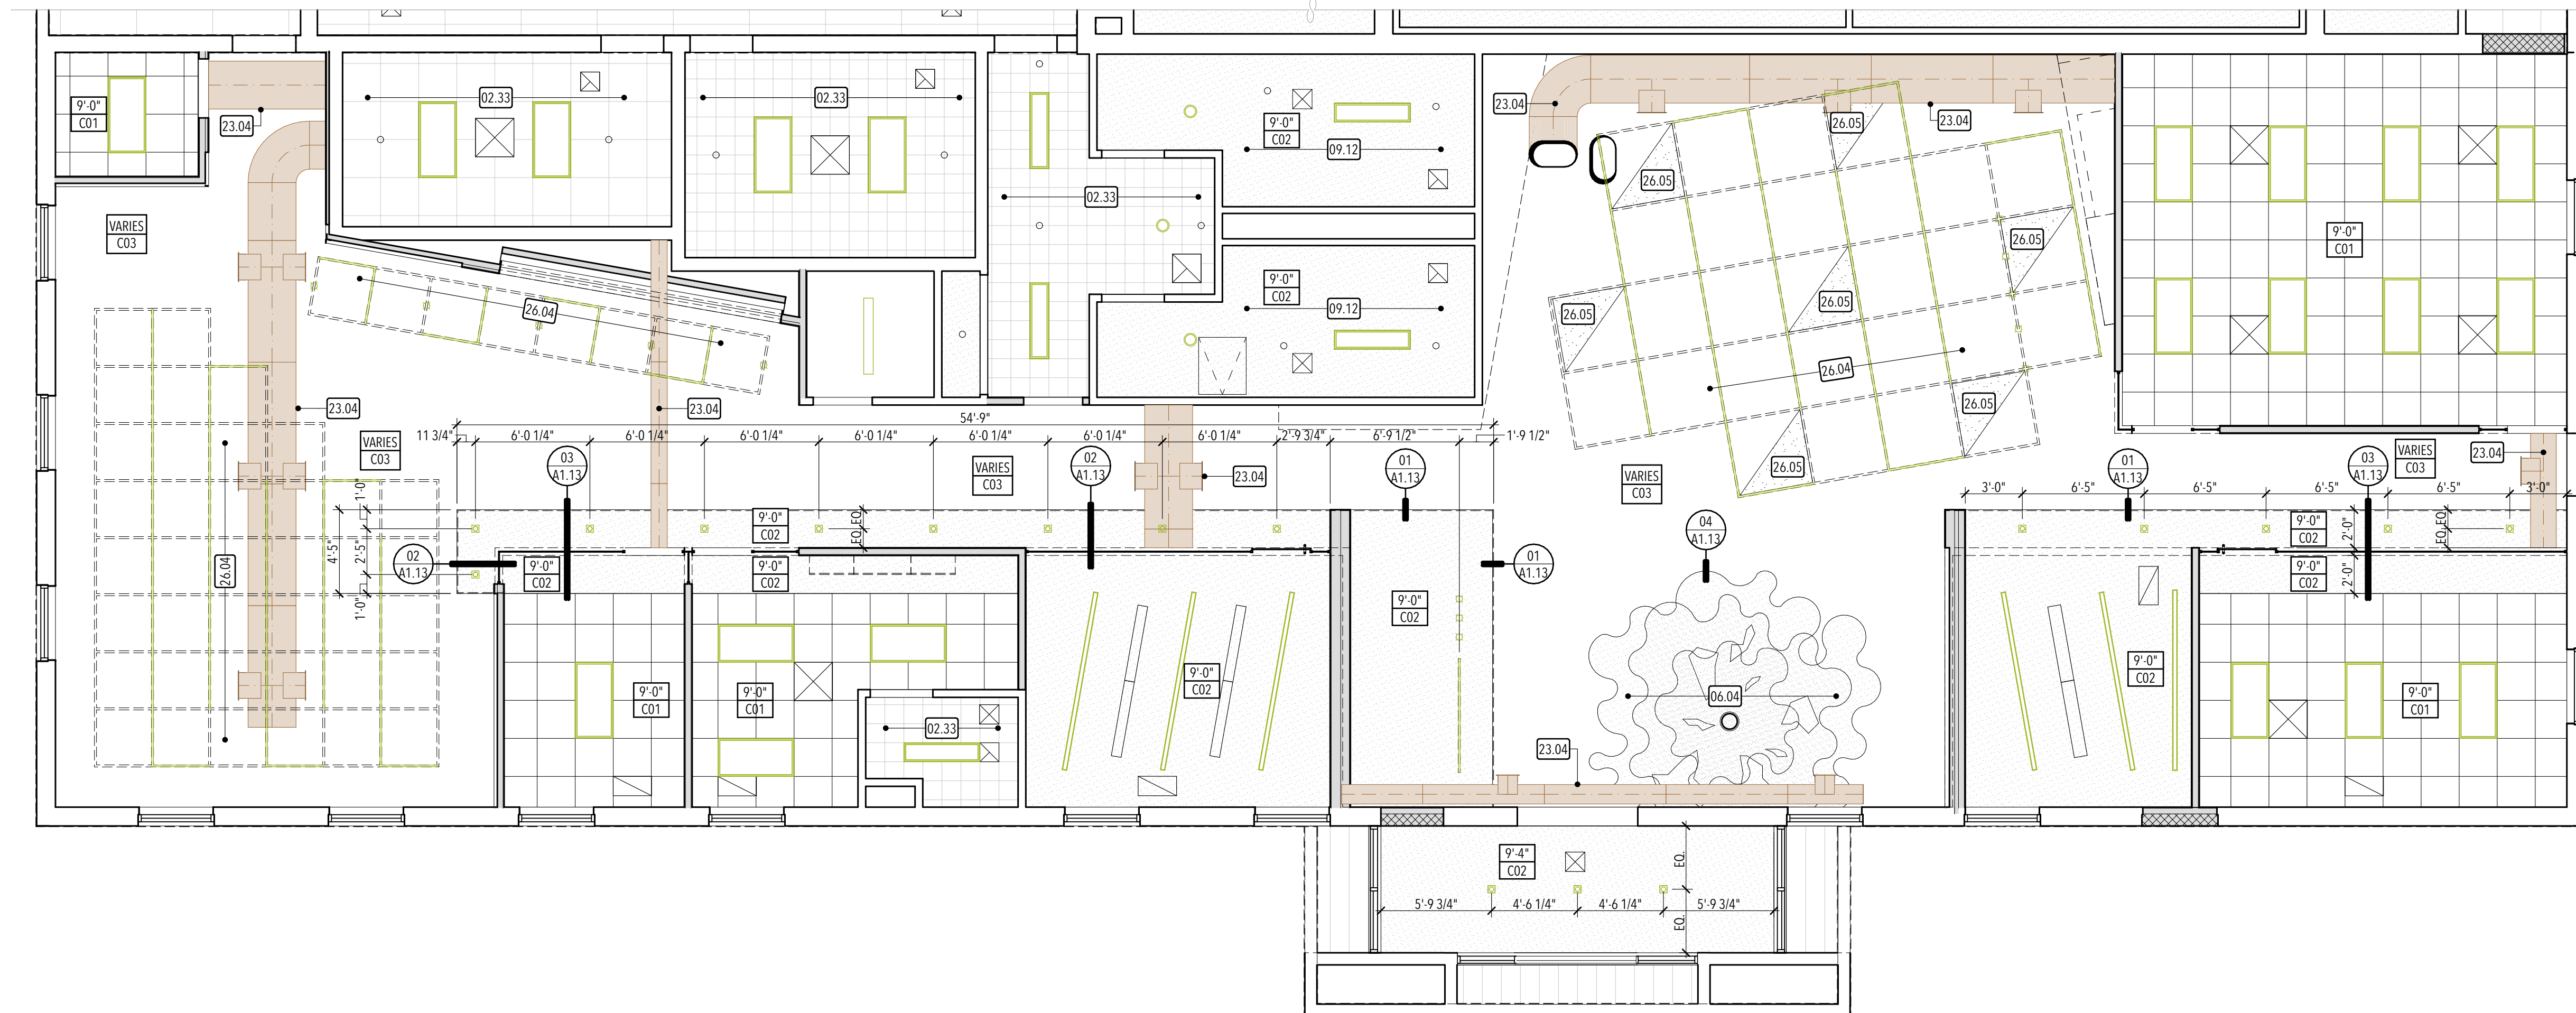 9'-0"
C01
23.04
02.33
02.33
02.33
9'-0"
C02
09.12
23.04
26.05
23.04
26.05
26.05
9'-0"
C01
VARIES
C03
26.04
9'-0"
C02
09.12
26.05
26.05
26.04
26.05
26.05
23.04
23.04
54'-9"
11 3/4"
6'-0 1/4"
6'-0 1/4"
6'-0 1/4"
6'-0 1/4"
6'-0 1/4"
6'-0 1/4"
6'-0 1/4"
2'-9 3/4"
6'-9 1/2"
1'-9 1/2"
VARIES
C03
03
A1.13
VARIES
C03
02
A1.13
23.04
01
A1.13
VARIES
C03
01
A1.13
03
A1.13
VARIES
C03
23.04
3'-0"
6'-5"
6'-5"
6'-5"
6'-5"
3'-0"
1'-0"
4'-5"
2'-5"
1'-0"
26.04
02
A1.13
9'-0"
C02
EQ.
EQ.
9'-0"
C02
9'-0"
C02
01
A1.13
04
A1.13
9'-0"
C02
2'-0"
EQ.
EQ.
9'-0"
C02
2'-0"
9'-0"
C02
9'-0"
C01
9'-0"
C01
02.33
9'-0"
C02
06.04
23.04
9'-0"
C02
9'-0"
C01
9'-4"
C02
EQ.
EQ.
5'-9 3/4"
4'-6 1/4"
4'-6 1/4"
5'-9 3/4"